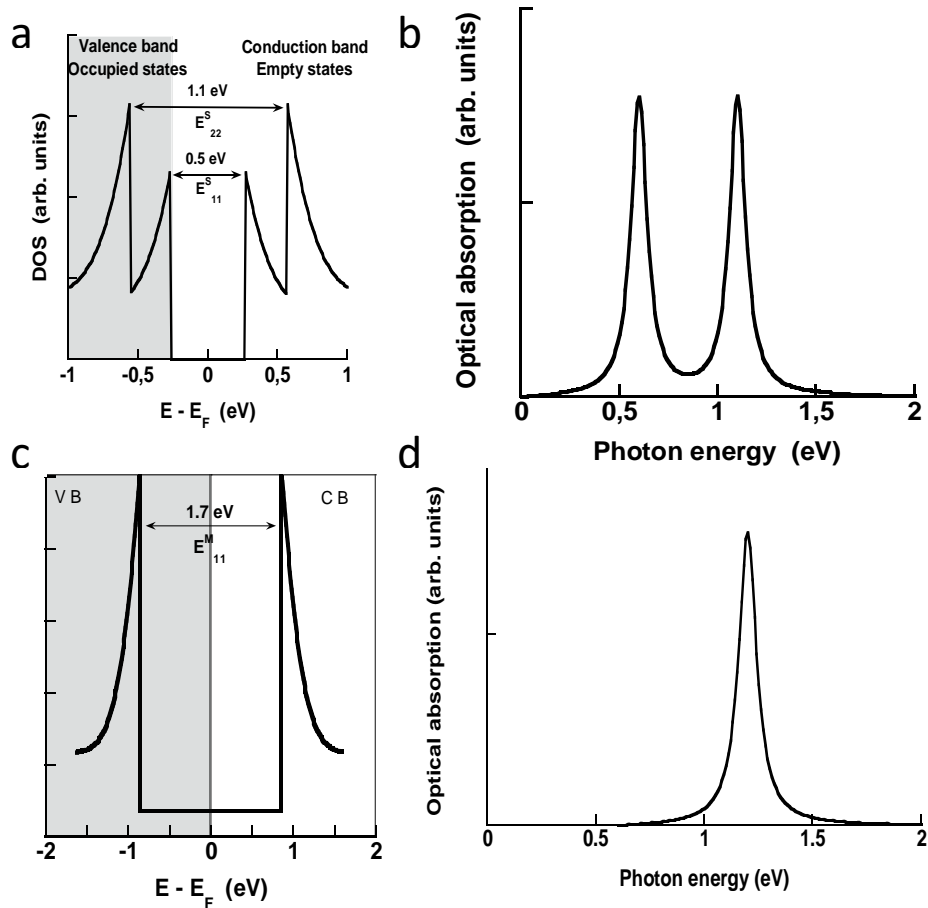 a
Valence band
Occupied states
Conduction band
Empty states
1.1 eV
E^S_22
0.5 eV
E^S_11
DOS (arb. units)
-1
-0,5
0
0,5
1
E - E_F (eV)
b
Optical absorption (arb. units)
0
0,5
1
1,5
2
Photon energy (eV)
c
V B
C B
1.7 eV
E^M_11
-2
-1
0
1
2
E - E_F (eV)
d
Optical absorption (arb. units)
0
0.5
1
1.5
2
Photon energy (eV)